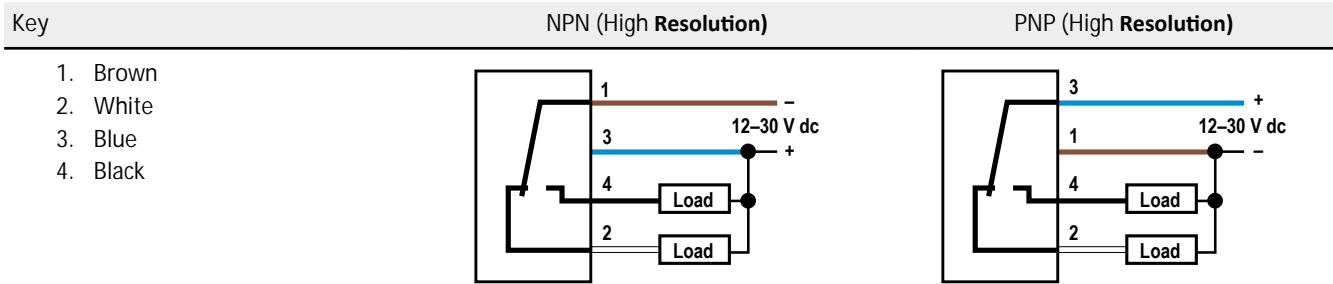 Key NPN (High Resolution) PNP (High Resolution)
1. Brown
2. White
3. Blue
4. Black
1
–
12–30 V dc
3
+
4
Load
2
Load
3
+
12–30 V dc
1
–
4
Load
2
Load